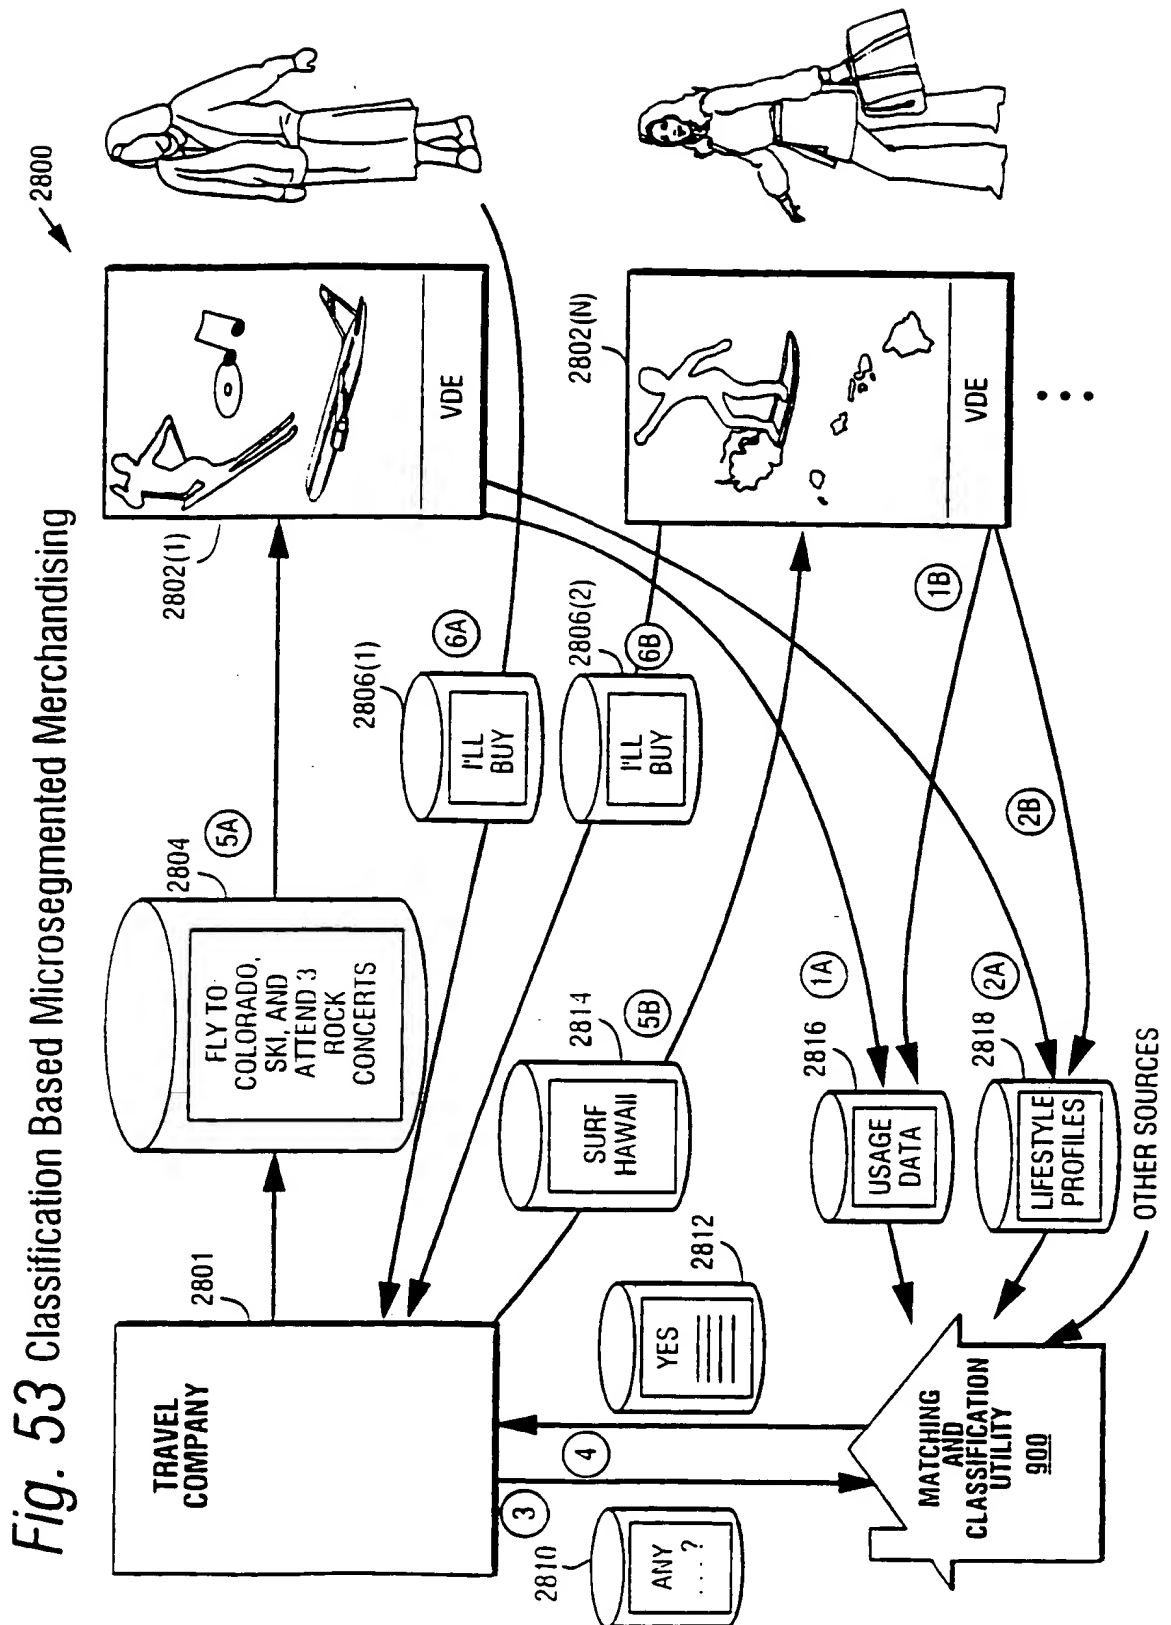 Fig. 53 Classification Based Microsegmented Merchandising
2800
TRAVEL
COMPANY
2801
FLY TO
COLORADO,
SKI, AND
ATTEND 3
ROCK
CONCERTS
2804
5A
2802(1)
VDE
2806(1)
I'LL
BUY
6A
2806(2)
I'LL
BUY
6B
2802(N)
VDE
SURF
HAWAII
2814
5B
3
4
2810
ANY
...?
2812
YES
MATCHING
AND
CLASSIFICATION
UTILITY
900
2816
USAGE
DATA
1A
1B
2818
LIFESTYLE
PROFILES
2A
2B
OTHER SOURCES